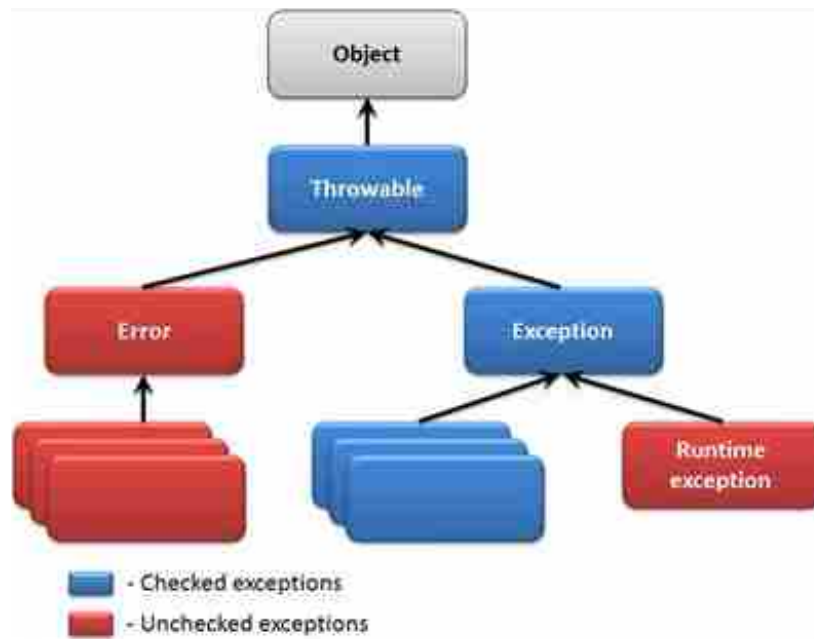 Object
Throwable
Error
Exception
Runtime
exception
- Checked exceptions
- Unchecked exceptions